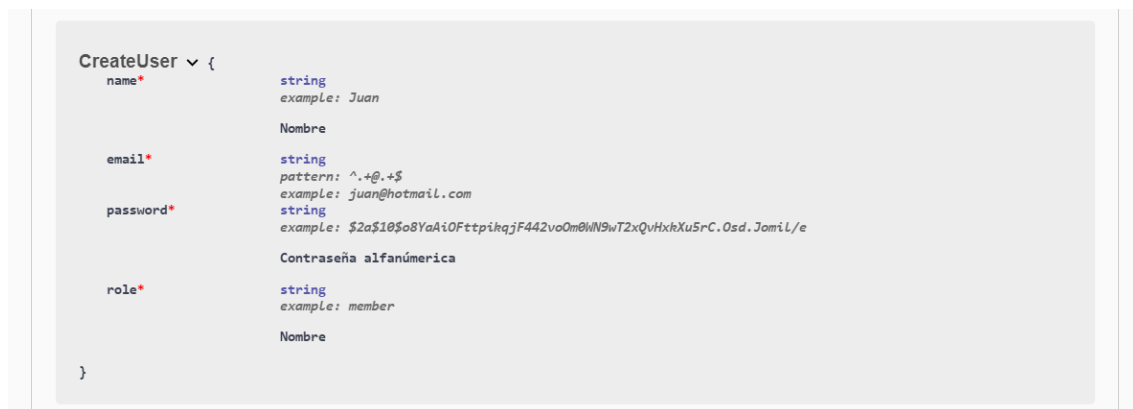 CreateUser {
name* string
example: Juan
Nombre
email* string
pattern: ^.+@.+$
example: juan@hotmail.com
password* string
example: $2a$10$o8YaAiOFttpikqjF442voOm0WN9wT2xQvHxkXu5rC.Osd.Jomil/e
Contraseña alfanúmerica
role* string
example: member
Nombre
}